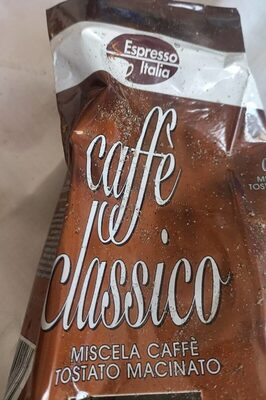 Espresso
Italia
caffè
classico
MISCELA CAFFÈ
TOSTATO MACINATO